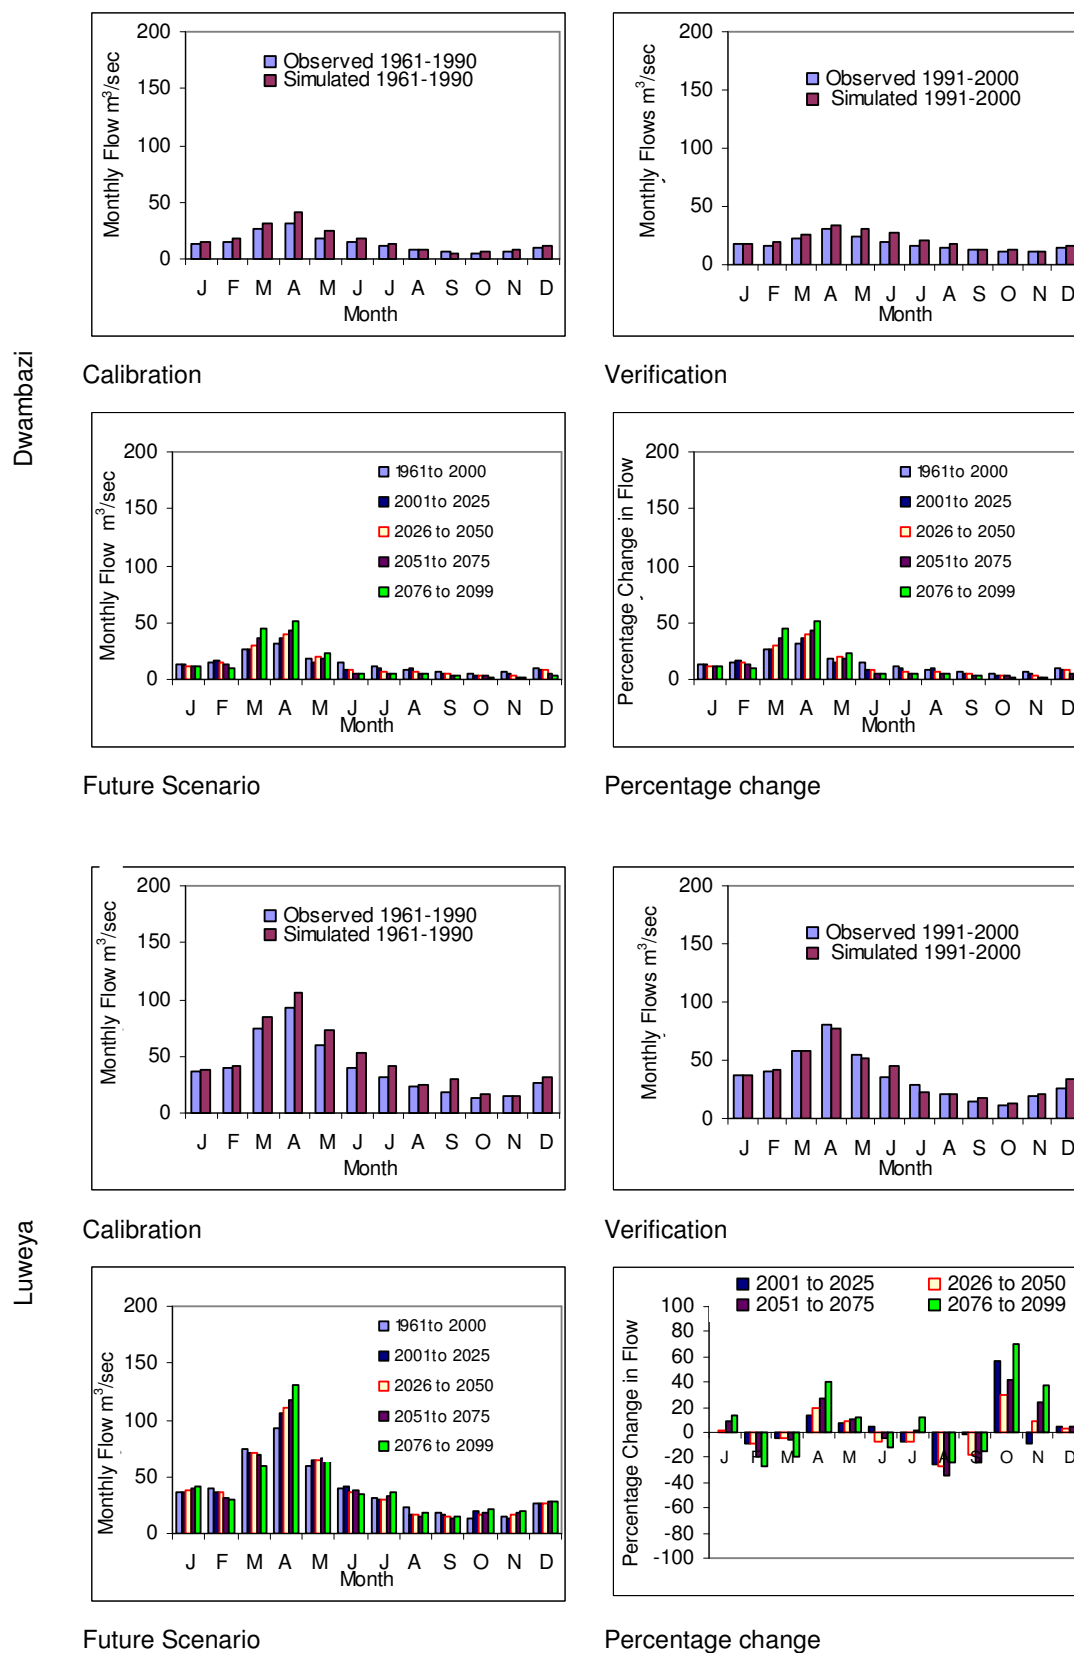 Dwambazi
200
150
100
50
0
Monthly Flow m³/sec
Observed 1961-1990
Simulated 1961-1990
J F M A M J J A S O N D
Month
Calibration
200
150
100
50
0
Monthly Flows m³/sec
Observed 1991-2000
Simulated 1991-2000
J F M A M J J A S O N D
Month
Verification
200
150
100
50
0
Monthly Flow m³/sec
1961to 2000
2001to 2025
2026 to 2050
2051to 2075
2076 to 2099
J F M A M J J A S O N D
Month
Future Scenario
200
150
100
50
0
Percentage Change in Flow
1961to 2000
2001to 2025
2026 to 2050
2051to 2075
2076 to 2099
J F M A M J J A S O N D
Month
Percentage change
Luweya
200
150
100
50
0
Monthly Flow m³/sec
Observed 1961-1990
Simulated 1961-1990
J F M A M J J A S O N D
Month
Calibration
200
150
100
50
0
Monthly Flows m³/sec
Observed 1991-2000
Simulated 1991-2000
J F M A M J J A S O N D
Month
Verification
200
150
100
50
0
Monthly Flow m³/sec
1961to 2000
2001to 2025
2026 to 2050
2051to 2075
2076 to 2099
J F M A M J J A S O N D
Month
Future Scenario
2001 to 2025 2026 to 2050
2051 to 2075 2076 to 2099
100
80
60
40
20
0
-20
-40
-60
-80
-100
Percentage Change in Flow
J F M A M J J A S O N D
Percentage change